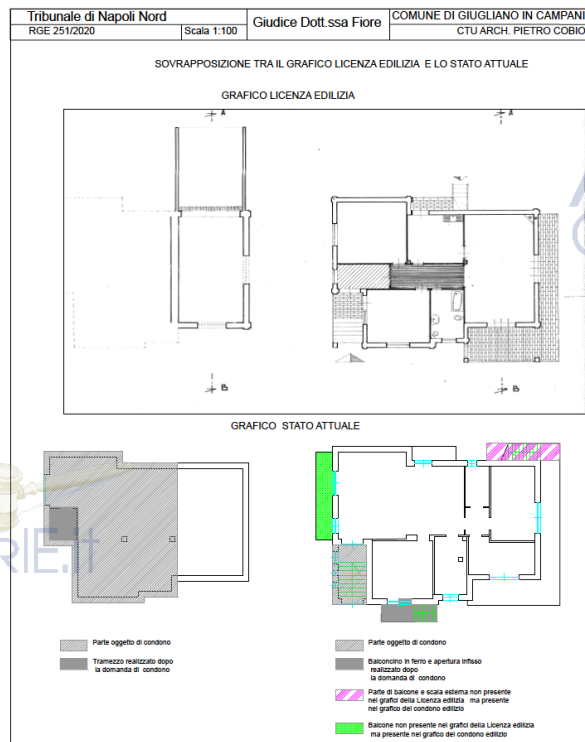 Tribunale di Napoli Nord
RGE 251/2020
Scala 1:100
Giudice Dott.ssa Fiore
COMUNE DI GIUGLIANO IN CAMPANI
CTU ARCH. PIETRO COBIO
SOVRAPPOSIZIONE TRA IL GRAFICO LICENZA EDILIZIA E LO STATO ATTUALE
GRAFICO LICENZA EDILIZIA
A
A
B
B
GRAFICO STATO ATTUALE
RIE.it
Parte oggetto di condono
Tramezzo realizzato dopo
la domanda di condono
Parte oggetto di condono
Balconcino in ferro e apertura infisso
realizzato dopo
la domanda di condono
Parte di balcone e scala esterna non presente
nei grafici della Licenza edilizia ma presente
nel grafico del condono edilizio
Balcone non presente nei grafici della Licenza edilizia
ma presente nel grafico del condono edilizio